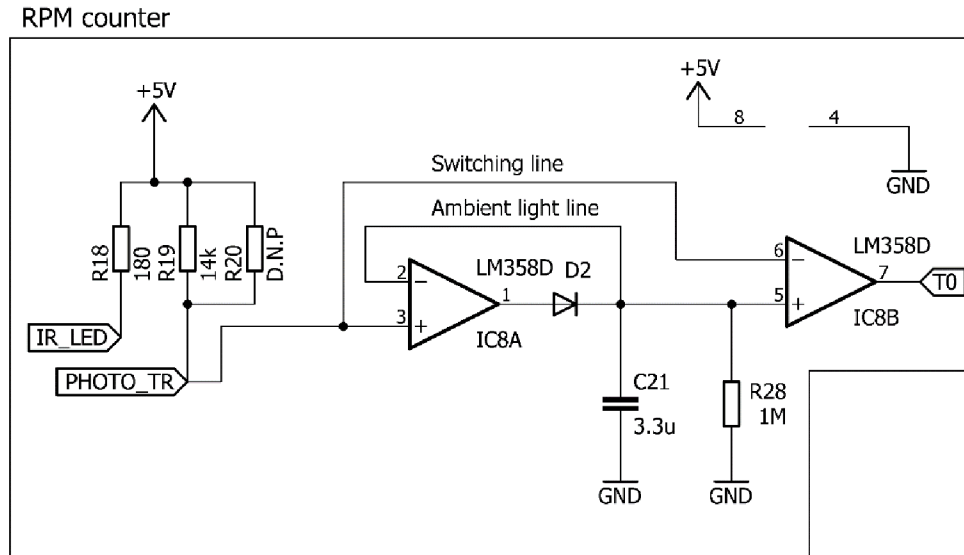 RPM counter
+5V
+5V
8
4
GND
Switching line
Ambient light line
R18
180
R19
14k
R20
D.N.P
2
3
LM358D
1
IC8A
D2
6
5
LM358D
7
IC8B
T0
IR_LED
PHOTO_TR
C21
3.3u
R28
1M
GND
GND